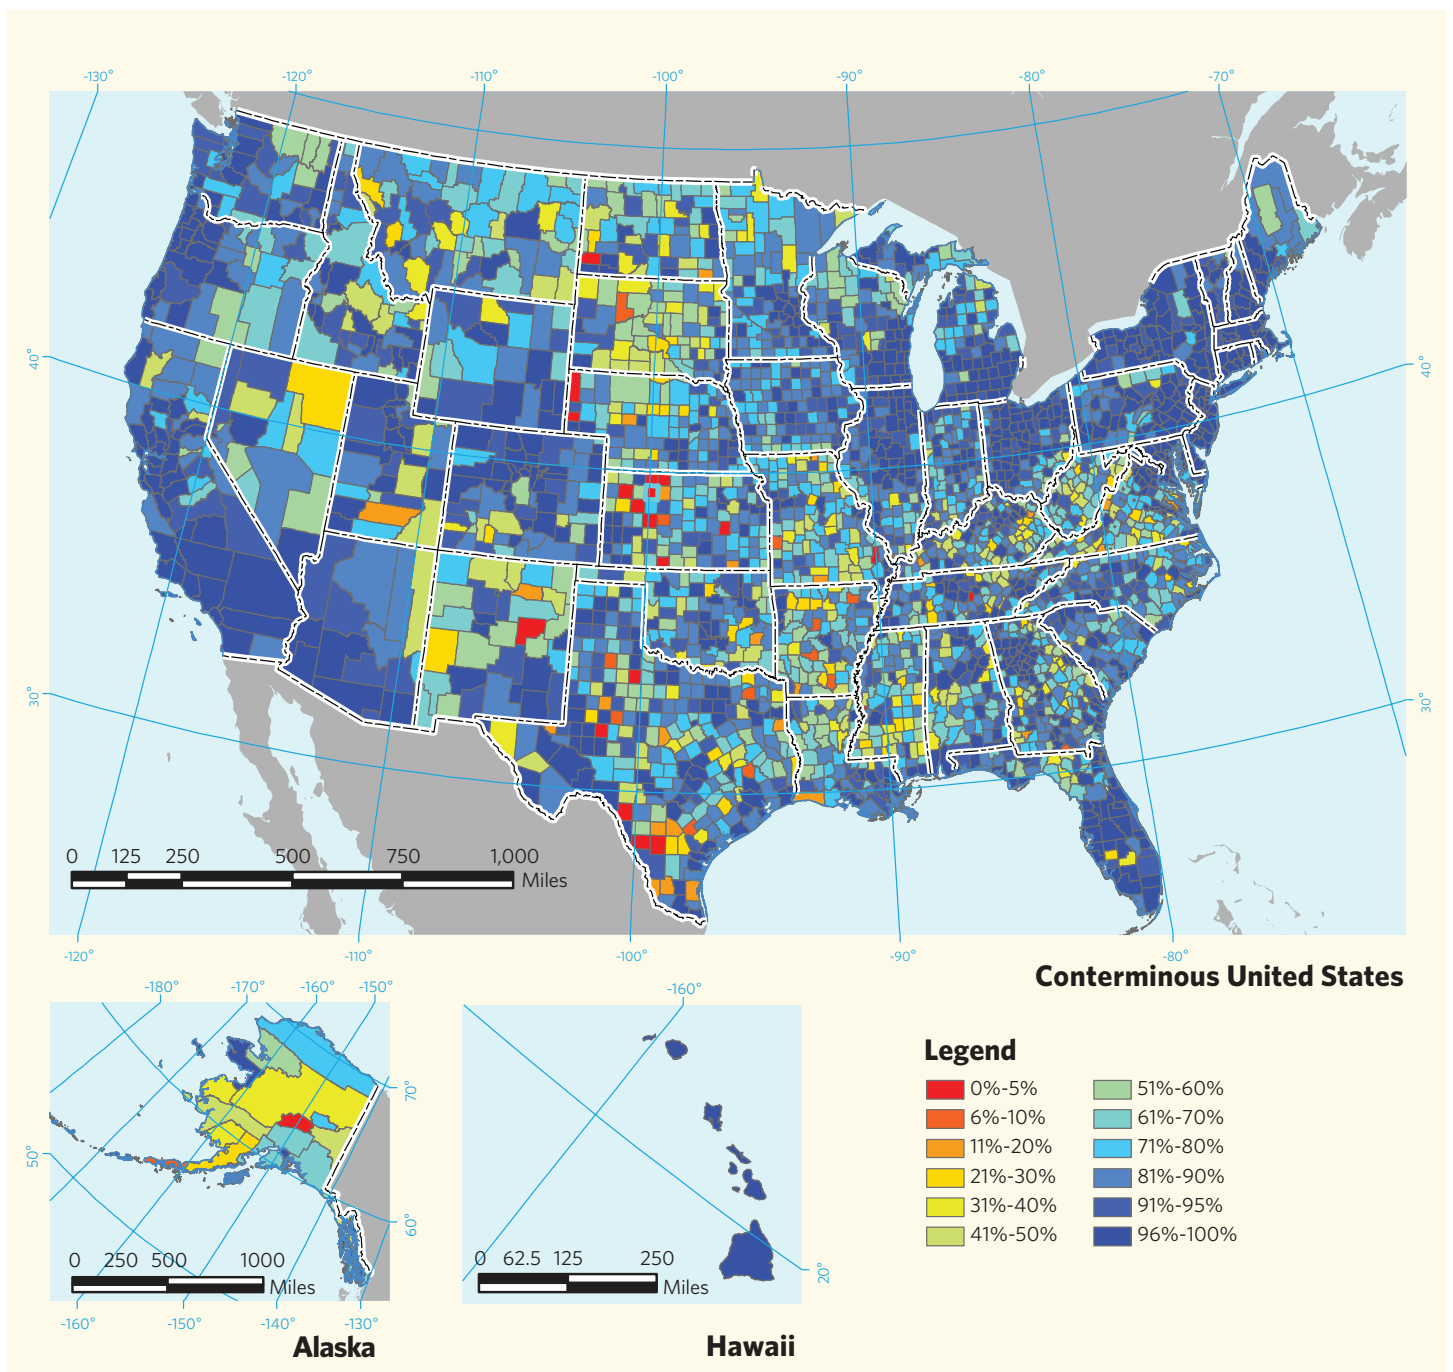 -130° -120° -110° -100° -90° -80° -70°
40° 40°
30° 30°
0 125 250 500 750 1,000
Miles
-120° -110° -100° -90° -80°
Conterminous United States
-180° -170° -160° -150°
70°
50°
60°
0 250 500 1000
Miles
-160° -150° -140° -130°
Alaska
-160°
20°
0 62.5 125 250
Miles
Hawaii
Legend
0%-5% 51%-60%
6%-10% 61%-70%
11%-20% 71%-80%
21%-30% 81%-90%
31%-40% 91%-95%
41%-50% 96%-100%